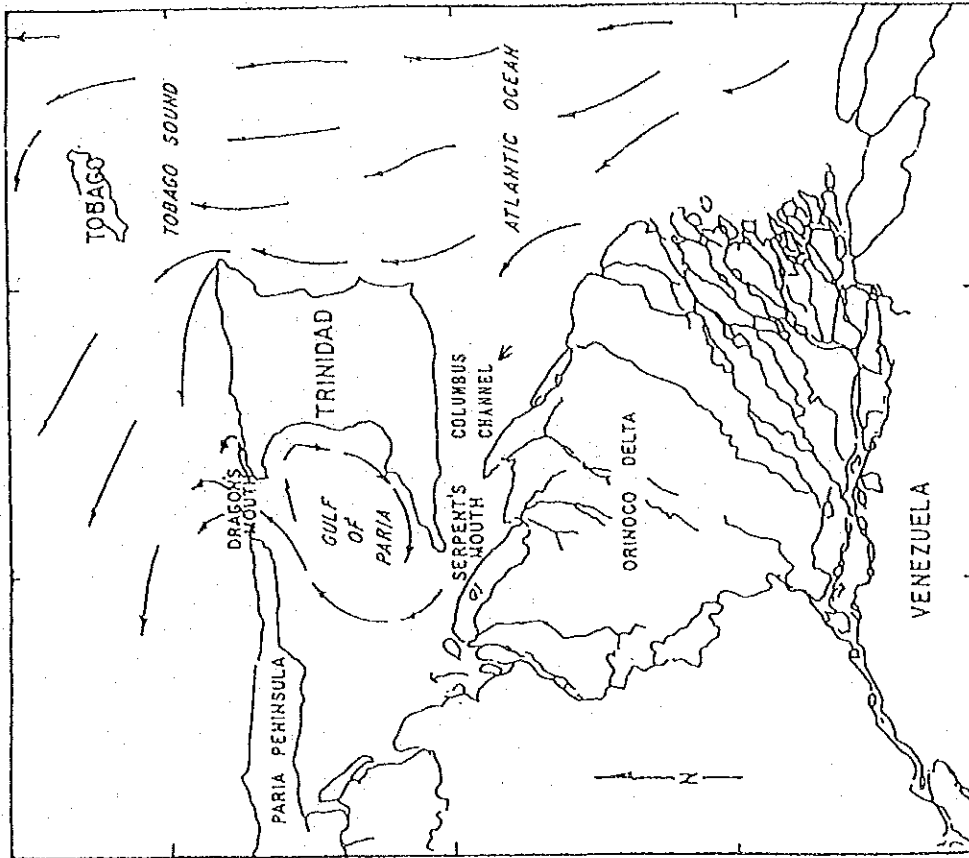 TOBAGO
TOBAGO SOUND
ATLANTIC OCEAN
TRINIDAD
COLUMBUS
CHANNEL
DRAGON'S
MOUTH
GULF
OF
PARIA
SERPENT'S
MOUTH
ORINOCO DELTA
PARIA PENINSULA
VENEZUELA
N